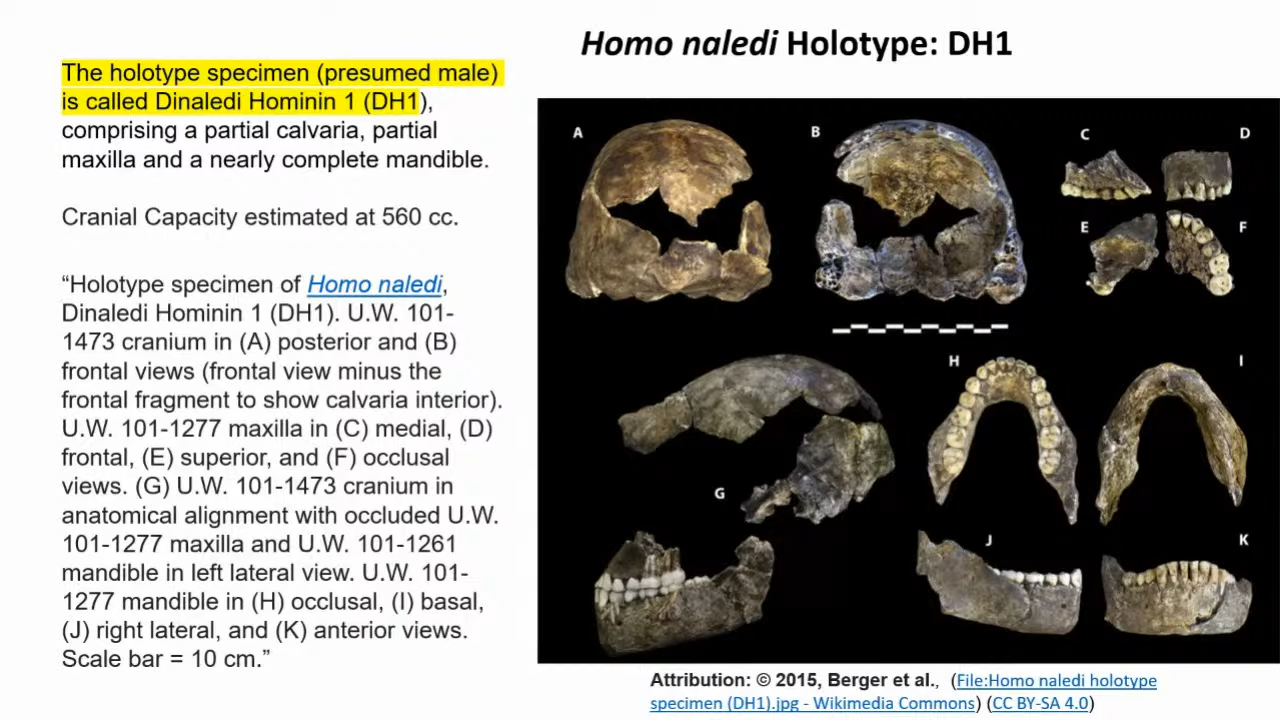 Homo naledi Holotype: DH1
The holotype specimen (presumed male)
is called Dinaledi Hominin 1 (DH1),
comprising a partial calvaria, partial
maxilla and a nearly complete mandible.
Cranial Capacity estimated at 560 cc.
“Holotype specimen of Homo naledi,
Dinaledi Hominin 1 (DH1). U.W. 101-
1473 cranium in (A) posterior and (B)
frontal views (frontal view minus the
frontal fragment to show calvaria interior).
U.W. 101-1277 maxilla in (C) medial, (D)
frontal, (E) superior, and (F) occlusal
views. (G) U.W. 101-1473 cranium in
anatomical alignment with occluded U.W.
101-1277 maxilla and U.W. 101-1261
mandible in left lateral view. U.W. 101-
1277 mandible in (H) occlusal, (I) basal,
(J) right lateral, and (K) anterior views.
Scale bar = 10 cm.”
A B C D
E F
H I
G
J K
Attribution: © 2015, Berger et al., (File:Homo naledi holotype
specimen (DH1).jpg - Wikimedia Commons) (CC BY-SA 4.0)